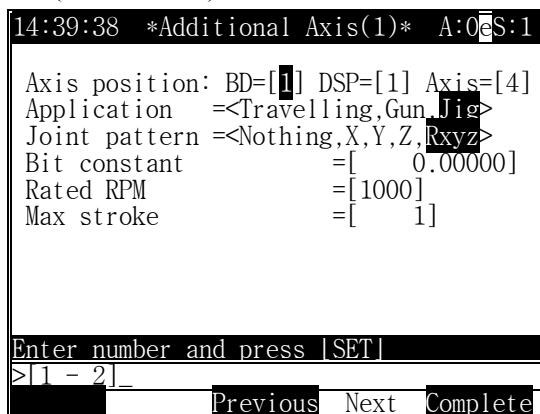 14:39:38 *Additional Axis(1)* A:0eS:1
Axis position: BD=[1] DSP=[1] Axis=[4]
Application =<Travelling,Gun,Jig>
Joint pattern =<Nothing,X,Y,Z,Rxyz>
Bit constant =[ 0.00000]
Rated RPM =[1000]
Max stroke =[ 1]
Enter number and press [SET]
>[1 - 2]_
Previous Next Complete